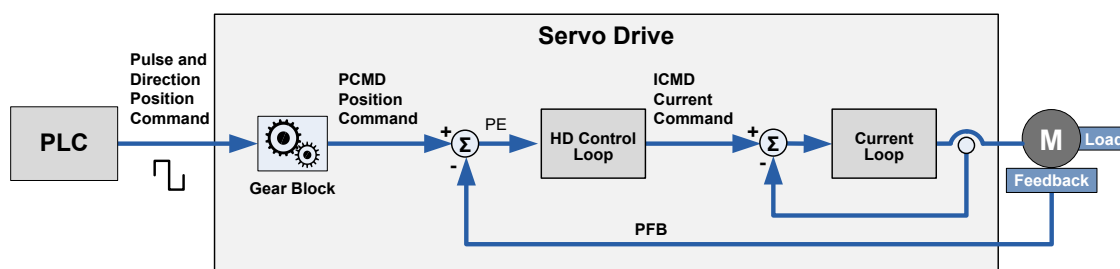 Servo Drive
Pulse and
Direction
Position
Command
PLC
Gear Block
PCMD
Position
Command
+
Σ
-
PE
HD Control
Loop
ICMD
Current
Command
+
Σ
-
Current
Loop
M
Load
Feedback
PFB